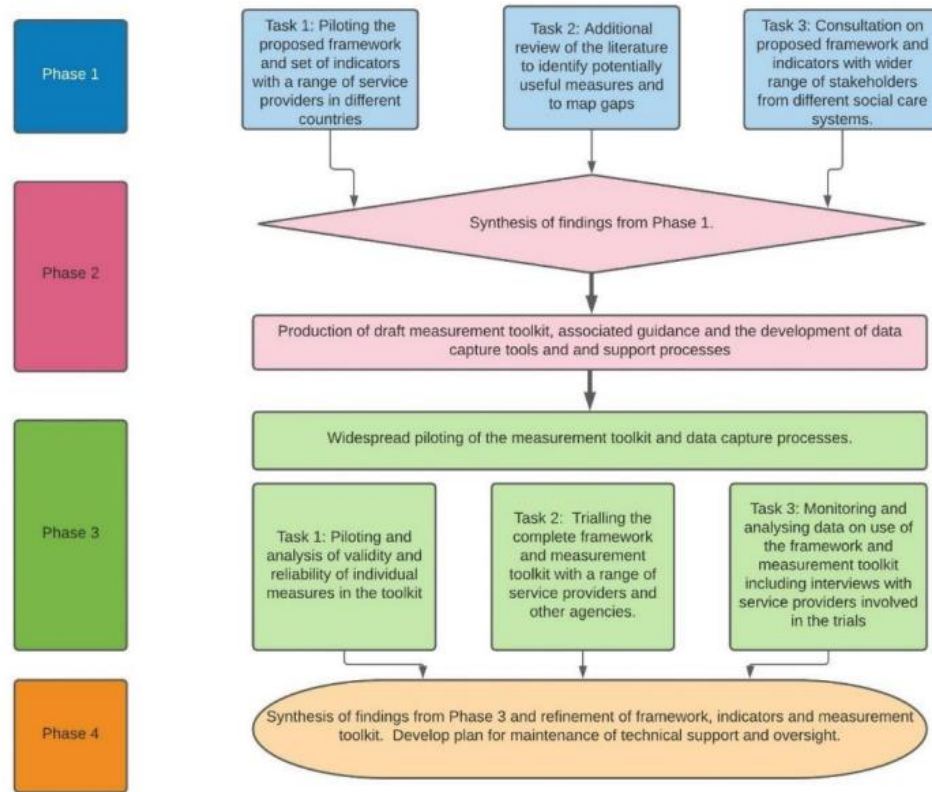 Phase 1
Task 1: Piloting the
proposed framework
and set of indicators
with a range of service
providers in different
countries
Task 2: Additional
review of the literature
to identify potentially
useful measures and
to map gaps
Task 3: Consultation on
proposed framework and
indicators with wider
range of stakeholders
from different social care
systems.
Phase 2
Synthesis of findings from Phase 1.
Production of draft measurement toolkit, associated guidance and the development of data
capture tools and and support processes
Phase 3
Widespread piloting of the measurement toolkit and data capture processes.
Task 1: Piloting and
analysis of validity and
reliability of individual
measures in the toolkit
Task 2: Trialling the
complete framework
and measurement
toolkit with a range of
service providers and
other agencies.
Task 3: Monitoring and
analysing data on use of
the framework and
measurement toolkit
including interviews with
service providers involved
in the trials
Phase 4
Synthesis of findings from Phase 3 and refinement of framework, indicators and measurement
toolkit. Develop plan for maintenance of technical support and oversight.